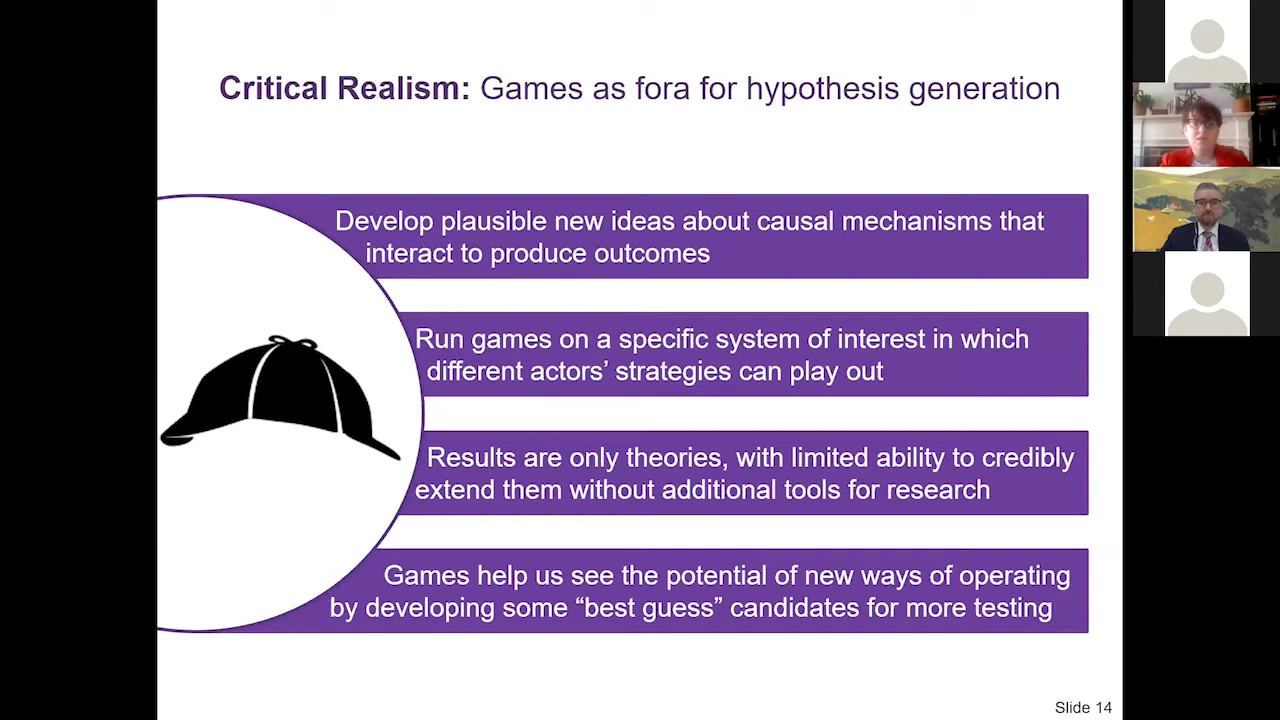 Critical Realism: Games as fora for hypothesis generation
Develop plausible new ideas about causal mechanisms that
interact to produce outcomes
Run games on a specific system of interest in which
different actors’ strategies can play out
Results are only theories, with limited ability to credibly
extend them without additional tools for research
Games help us see the potential of new ways of operating
by developing some “best guess” candidates for more testing
Slide 14